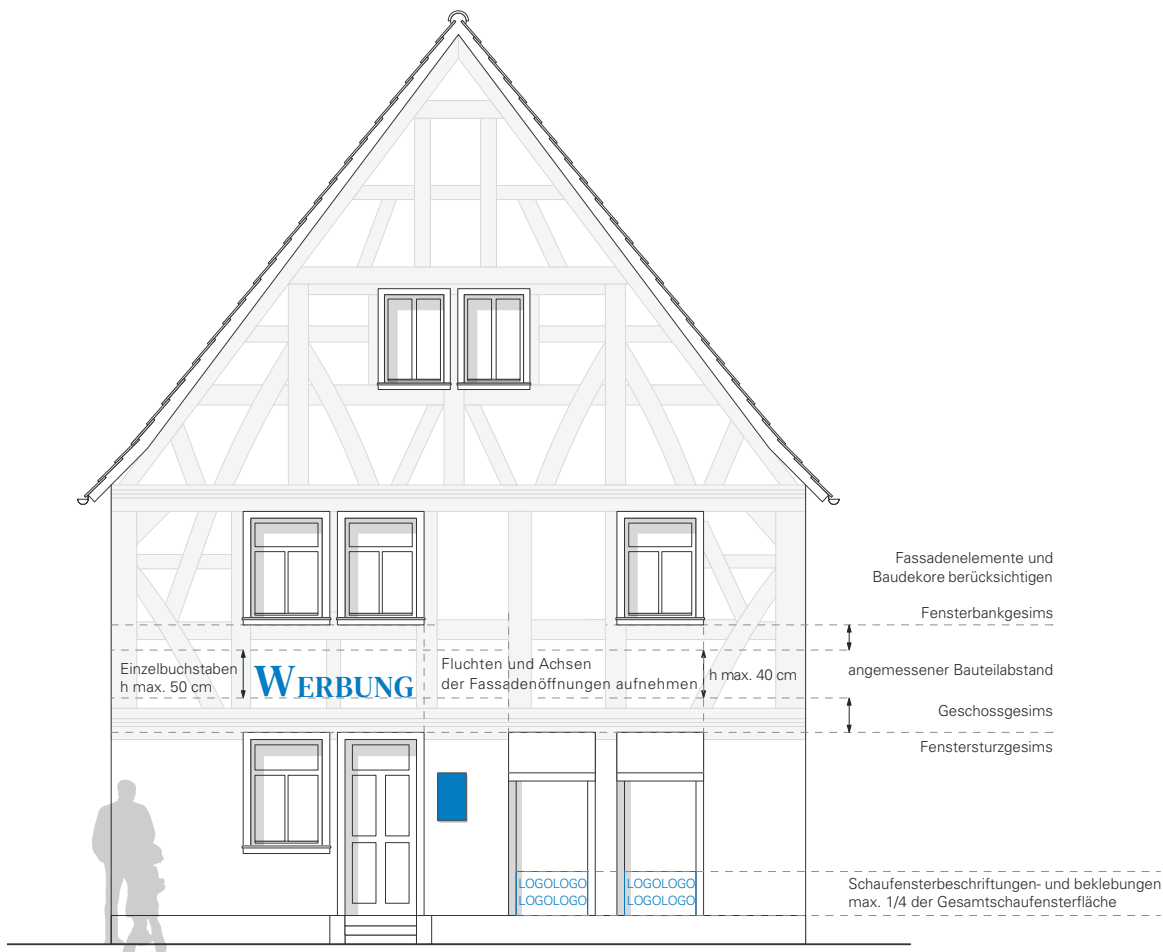 Fassadenelemente und
Baudekore berücksichtigen
Fensterbankgesims
Einzelbuchstaben
h max. 50 cm
WERBUNG
Fluchten und Achsen
der Fassadenöffnungen aufnehmen
h max. 40 cm
angemessener Bauteilabstand
Geschossgesims
Fenstersturzgesims
LOGOLOGO
LOGOLOGO
LOGOLOGO
LOGOLOGO
Schaufensterbeschriftungen- und beklebungen
max. 1/4 der Gesamtschaufensterfläche